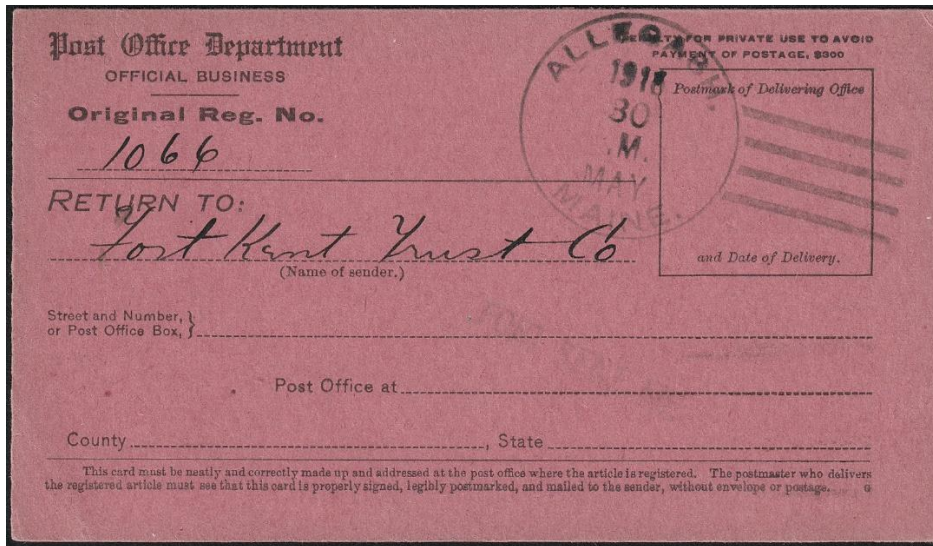 Post Office Department
OFFICIAL BUSINESS
Original Reg. No.
1066
PENALTY FOR PRIVATE USE TO AVOID
PAYMENT OF POSTAGE, $300
ALLEGASH,
1918
30
.M.
MAY
MAINE.
Postmark of Delivering Office
and Date of Delivery.
RETURN TO:
Fort Kent Trust Co
(Name of sender.)
Street and Number,
or Post Office Box,
Post Office at
County , State
This card must be neatly and correctly made up and addressed at the post office where the article is registered. The postmaster who delivers
the registered article must see that this card is properly signed, legibly postmarked, and mailed to the sender, without envelope or postage.